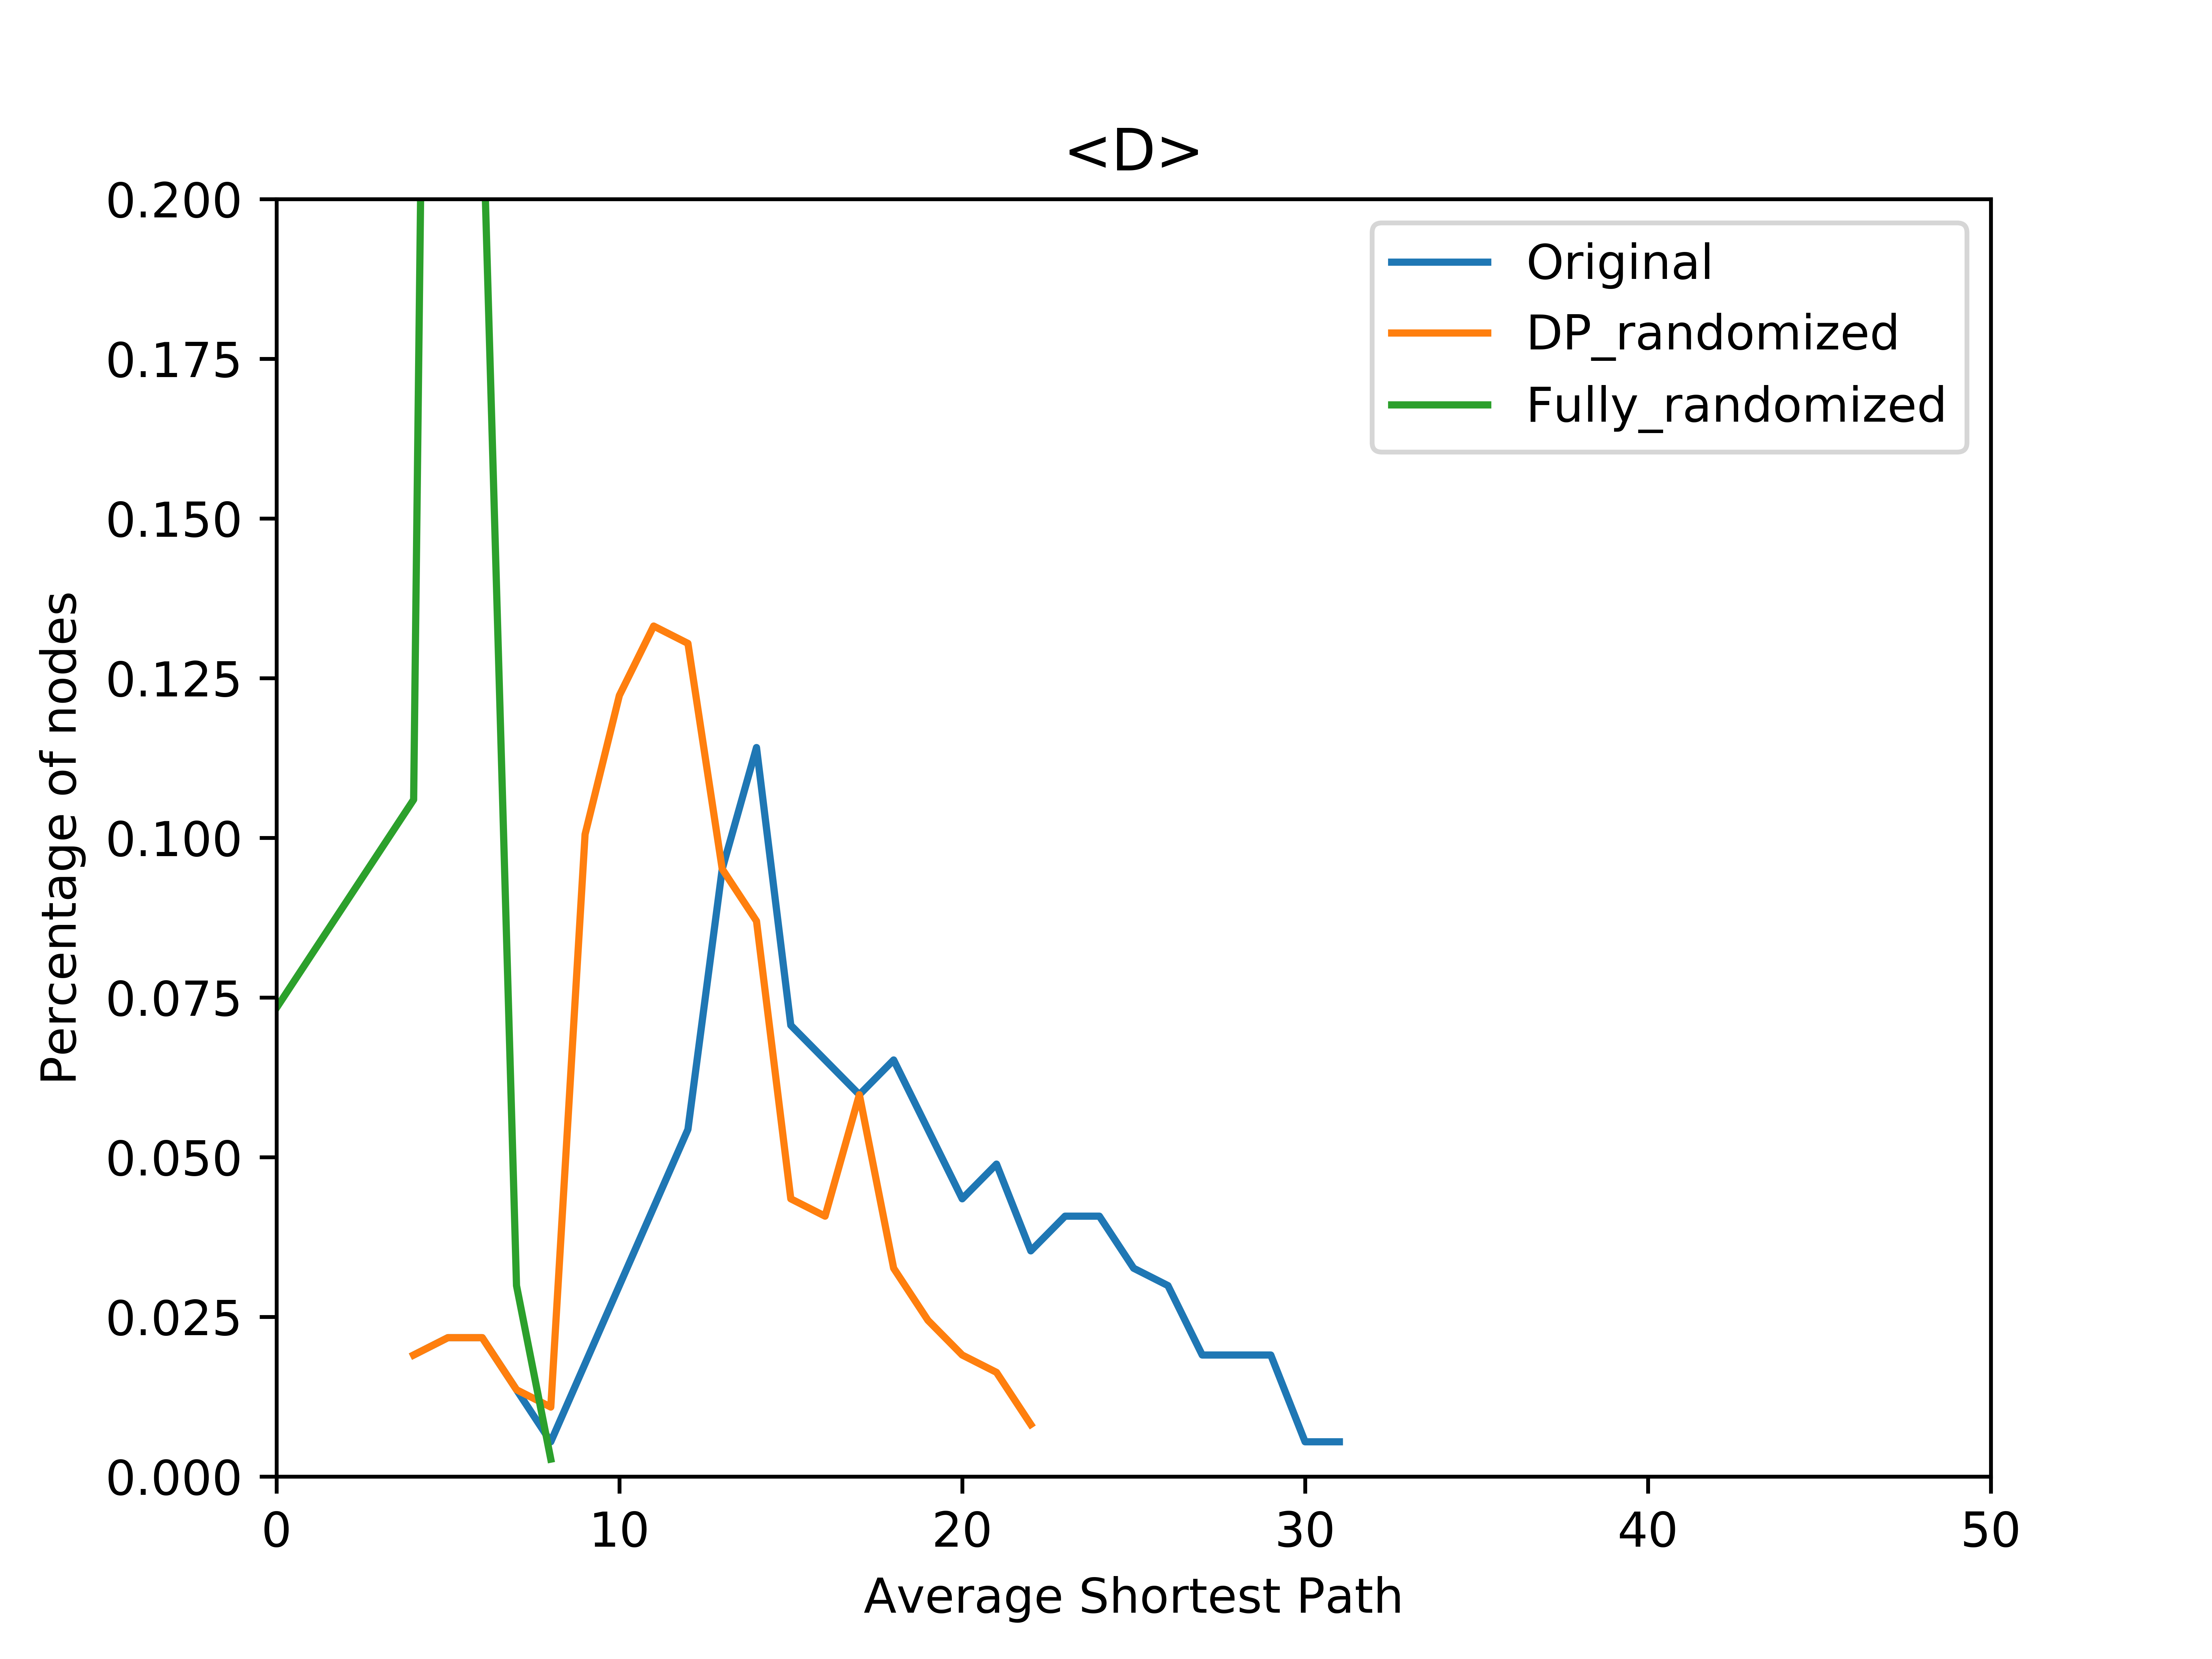 <D>
0.200
0.175
0.150
0.125
0.100
0.075
0.050
0.025
0.000
Percentage of nodes
Original
DP_randomized
Fully_randomized
0 10 20 30 40 50
Average Shortest Path